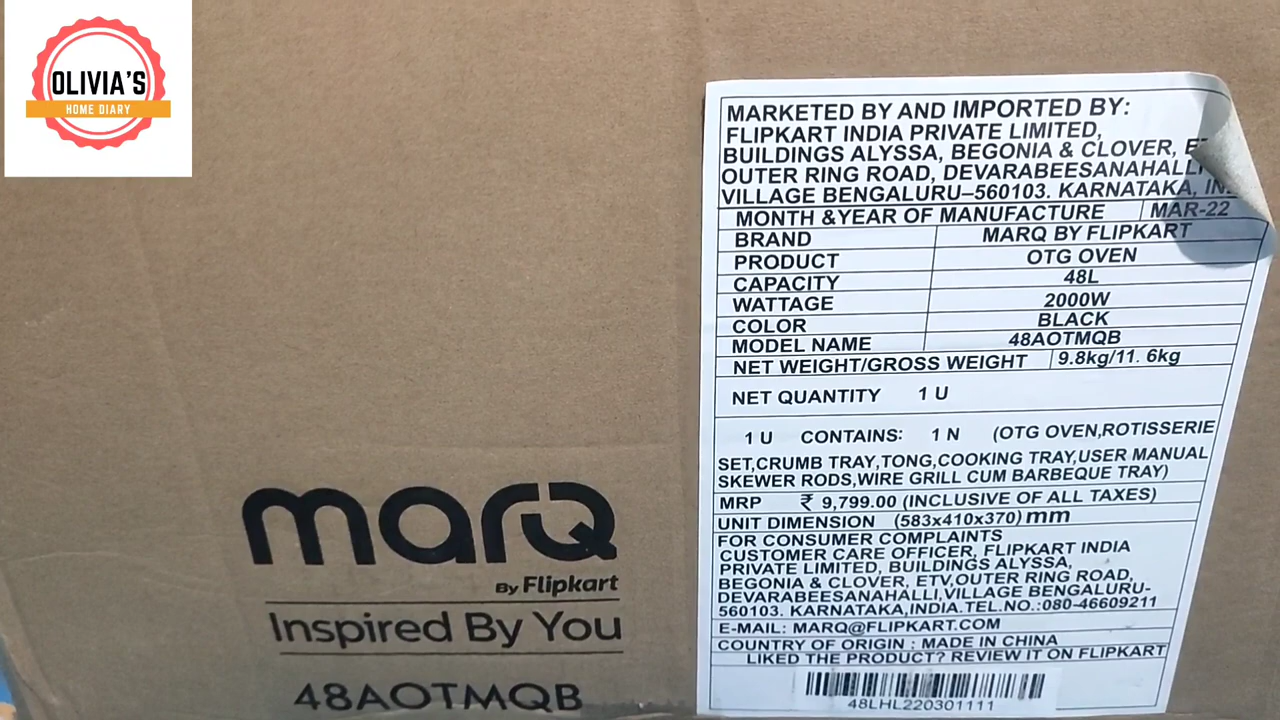 OLIVIA'S
HOME DIARY
MARKETED BY AND IMPORTED BY:
FLIPKART INDIA PRIVATE LIMITED,
BUILDINGS ALYSSA, BEGONIA & CLOVER,
OUTER RING ROAD, DEVARABEESANAHALLI
VILLAGE BENGALURU–560103. KARNATAKA,
MONTH &YEAR OF MANUFACTURE MAR-22
BRAND MARQ BY FLIPKART
PRODUCT OTG OVEN
CAPACITY 48L
WATTAGE 2000W
COLOR BLACK
MODEL NAME 48AOTMQB
NET WEIGHT/GROSS WEIGHT 9.8kg/11. 6kg
NET QUANTITY 1 U
1 U CONTAINS: 1 N (OTG OVEN,ROTISSERIE
SET,CRUMB TRAY,TONG,COOKING TRAY,USER MANUAL
SKEWER RODS,WIRE GRILL CUM BARBEQUE TRAY)
MRP ₹ 9,799.00 (INCLUSIVE OF ALL TAXES)
UNIT DIMENSION (583x410x370) mm
FOR CONSUMER COMPLAINTS
CUSTOMER CARE OFFICER, FLIPKART INDIA
PRIVATE LIMITED, BUILDINGS ALYSSA,
BEGONIA & CLOVER, ETV,OUTER RING ROAD,
DEVARABEESANAHALLI,VILLAGE BENGALURU-
560103. KARNATAKA,INDIA.TEL.NO.:080-46609211
E-MAIL: MARQ@FLIPKART.COM
COUNTRY OF ORIGIN : MADE IN CHINA
LIKED THE PRODUCT? REVIEW IT ON FLIPKART
48LHL220301111
marQ
By Flipkart
Inspired By You
48AOTMQB